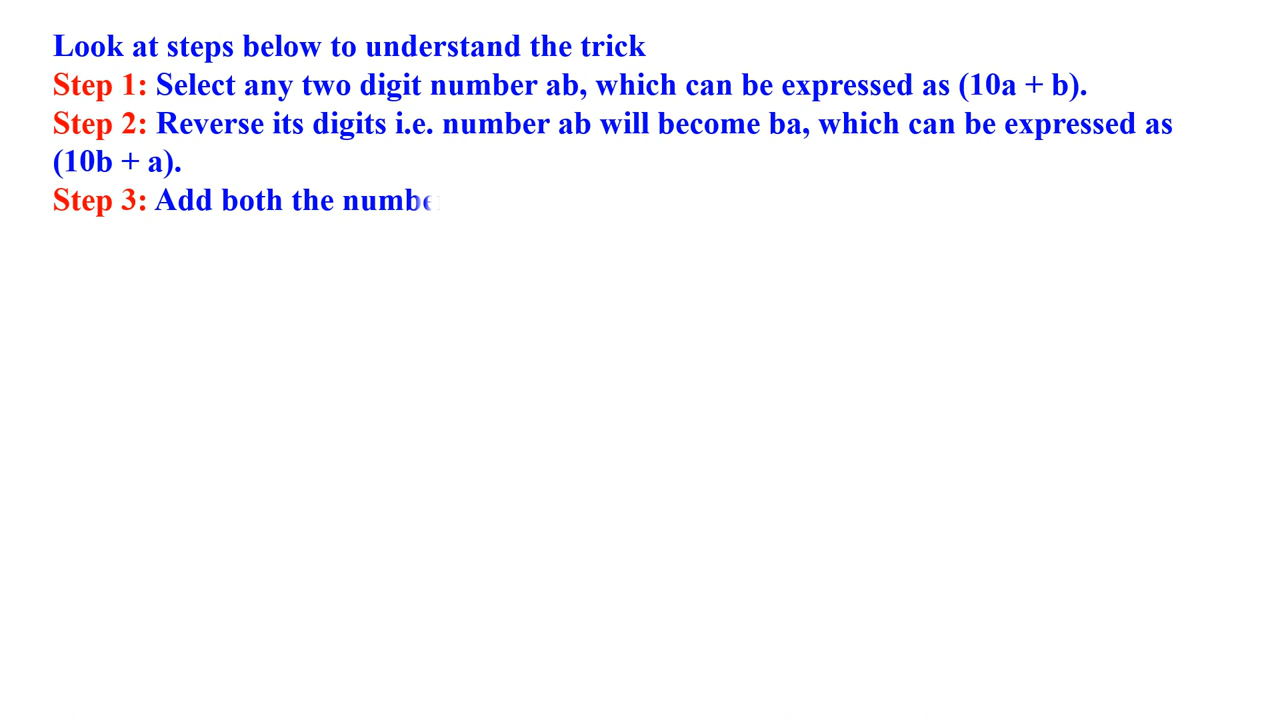 Look at steps below to understand the trick
Step 1: Select any two digit number ab, which can be expressed as (10a + b).
Step 2: Reverse its digits i.e. number ab will become ba, which can be expressed as
(10b + a).
Step 3: Add both the